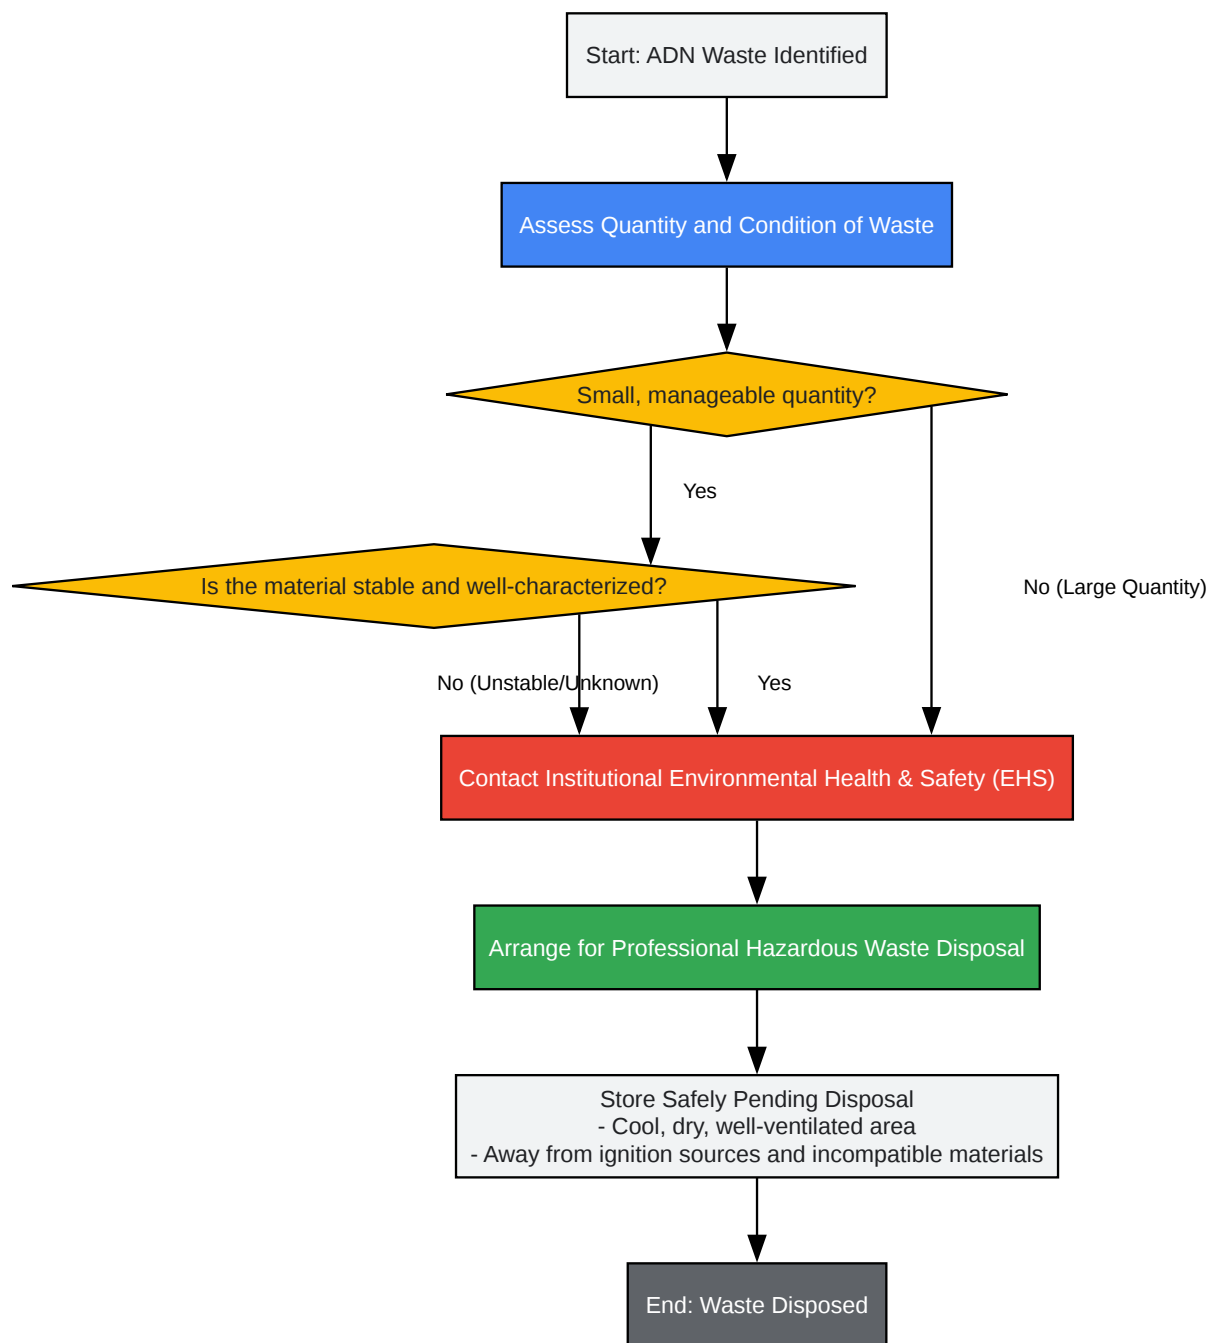 Start: ADN Waste Identified
Assess Quantity and Condition of Waste
Small, manageable quantity?
Yes
Is the material stable and well-characterized?
No (Large Quantity)
No (Unstable/Unknown)
Yes
Contact Institutional Environmental Health & Safety (EHS)
Arrange for Professional Hazardous Waste Disposal
Store Safely Pending Disposal
- Cool, dry, well-ventilated area
- Away from ignition sources and incompatible materials
End: Waste Disposed